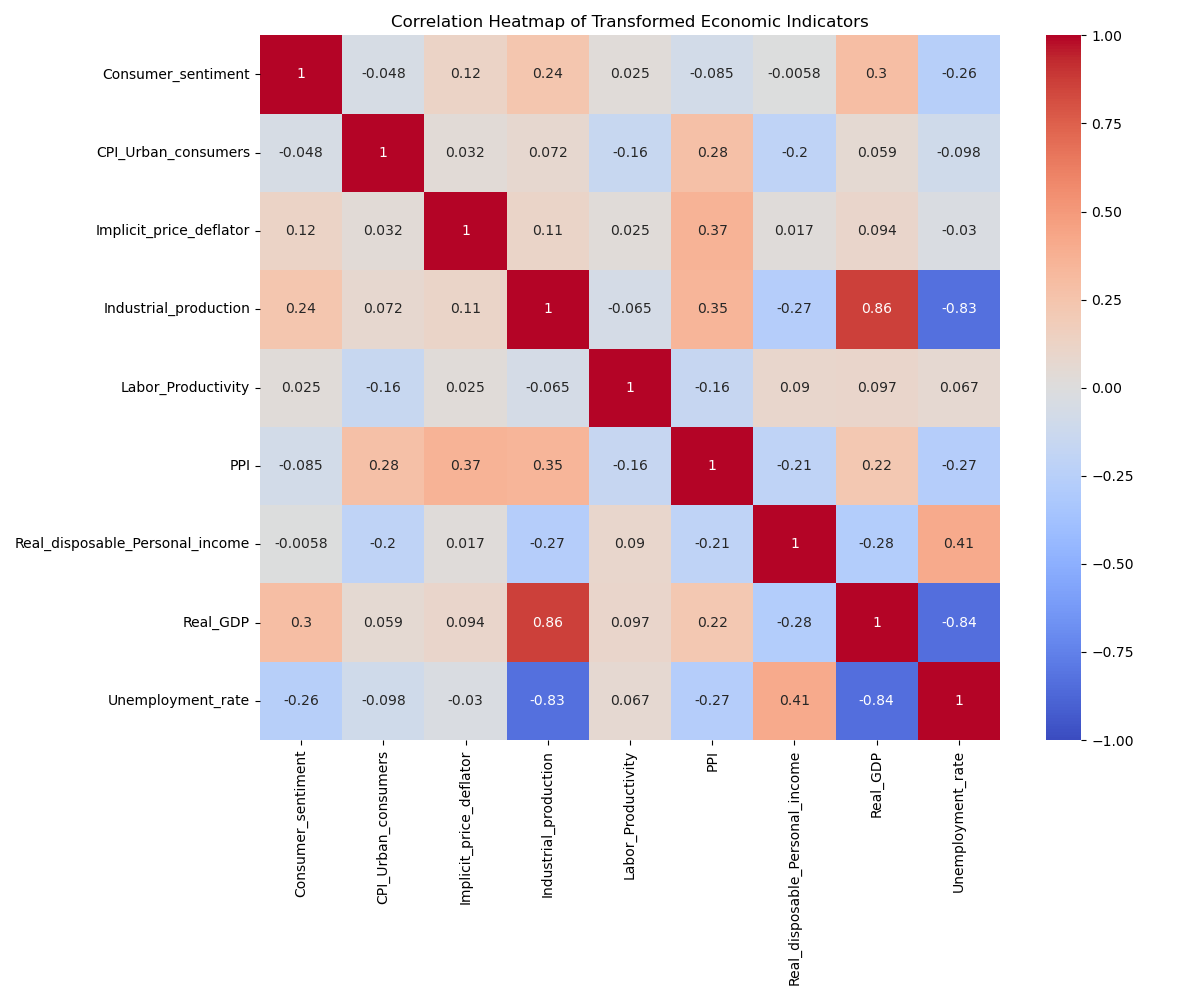 Correlation Heatmap of Transformed Economic Indicators
Consumer_sentiment 1 -0.048 0.12 0.24 0.025 -0.085 -0.0058 0.3 -0.26
CPI_Urban_consumers -0.048 1 0.032 0.072 -0.16 0.28 -0.2 0.059 -0.098
Implicit_price_deflator 0.12 0.032 1 0.11 0.025 0.37 0.017 0.094 -0.03
Industrial_production 0.24 0.072 0.11 1 -0.065 0.35 -0.27 0.86 -0.83
Labor_Productivity 0.025 -0.16 0.025 -0.065 1 -0.16 0.09 0.097 0.067
PPI -0.085 0.28 0.37 0.35 -0.16 1 -0.21 0.22 -0.27
Real_disposable_Personal_income -0.0058 -0.2 0.017 -0.27 0.09 -0.21 1 -0.28 0.41
Real_GDP 0.3 0.059 0.094 0.86 0.097 0.22 -0.28 1 -0.84
Unemployment_rate -0.26 -0.098 -0.03 -0.83 0.067 -0.27 0.41 -0.84 1
Consumer_sentiment
CPI_Urban_consumers
Implicit_price_deflator
Industrial_production
Labor_Productivity
PPI
Real_disposable_Personal_income
Real_GDP
Unemployment_rate
1.00
0.75
0.50
0.25
0.00
−0.25
−0.50
−0.75
−1.00